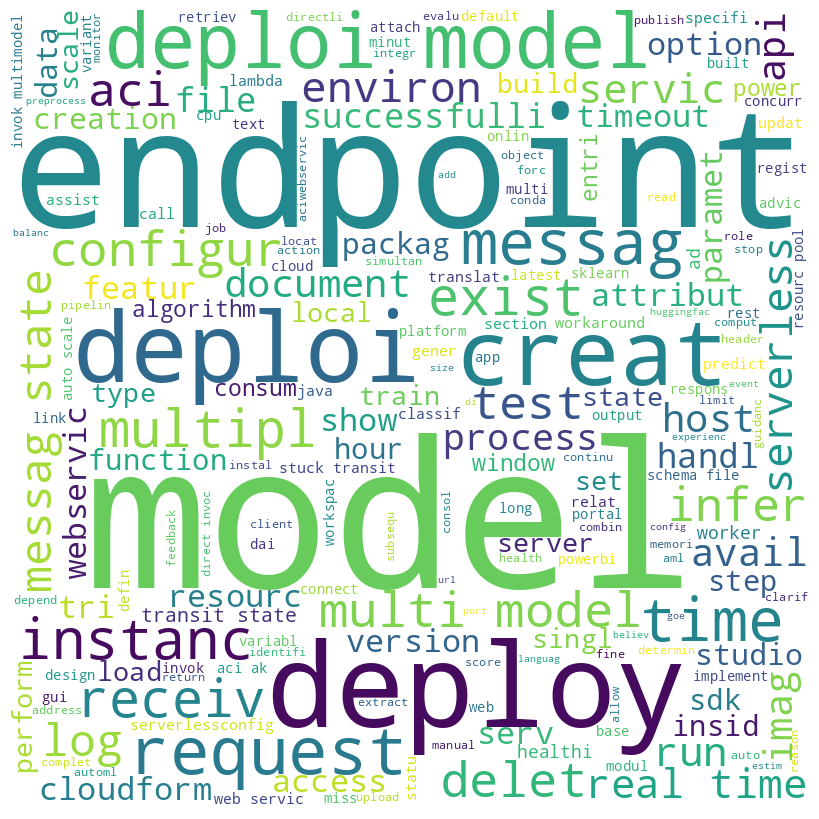 retriev
attach
evalu
default
directli
publish
specifi
deploi model
option
built
minut
integr
data
scale
variant
monitor
invok multimodel
preprocess
aci
file
lambda
environ
build
servic
power
api
concurr
creation
cpu
text
successfulli
timeout
updat
onlin
endpoint
aciwebservic
object
forc
entri
regist
add
multi
conda
assist
call
read
advic
balanc
job
locat
action
configur
cloud
simultan
packag
messag
paramet
ad
role
stop
rest
translat
latest
sklearn
featur
document
exist
attribut
serverless
resourc pool
pipelin
algorithm
local
section
workaround
huggingfac
comput
header
messag state
auto scale
deploi
platform
gener
app
creat
predict
size
type
consum
java
train
di
respons
event
link
multipl
show
classif
test
state
output
limit
host
guidanc
webservic
function
hour
process
experienc
instal
stuck transit
window
continu
handl
schema file
model
workspac
set
relat
portal
combin
infer
feedback
direct invoc
client
dai
subsequ
consol
long
server
health
powerbi
memori
aml
config
worker
avail
url
step
depend
tri
defin
resourc
connect
port
clarif
transit state
multi model
time
goe
instanc
variabl
identifi
version
singl
believ
determin
studio
design
load
invok
return
aci ak
deploy
score
languag
fine
implement
gui
address
receiv
extract
web
allow
sdk
perform
serverlessconfig
serv
base
insid
imag
log
request
manual
healthi
run
auto
reason
complet
automl
access
statu
modul
estim
cloudform
web servic
miss
upload
delet
real time